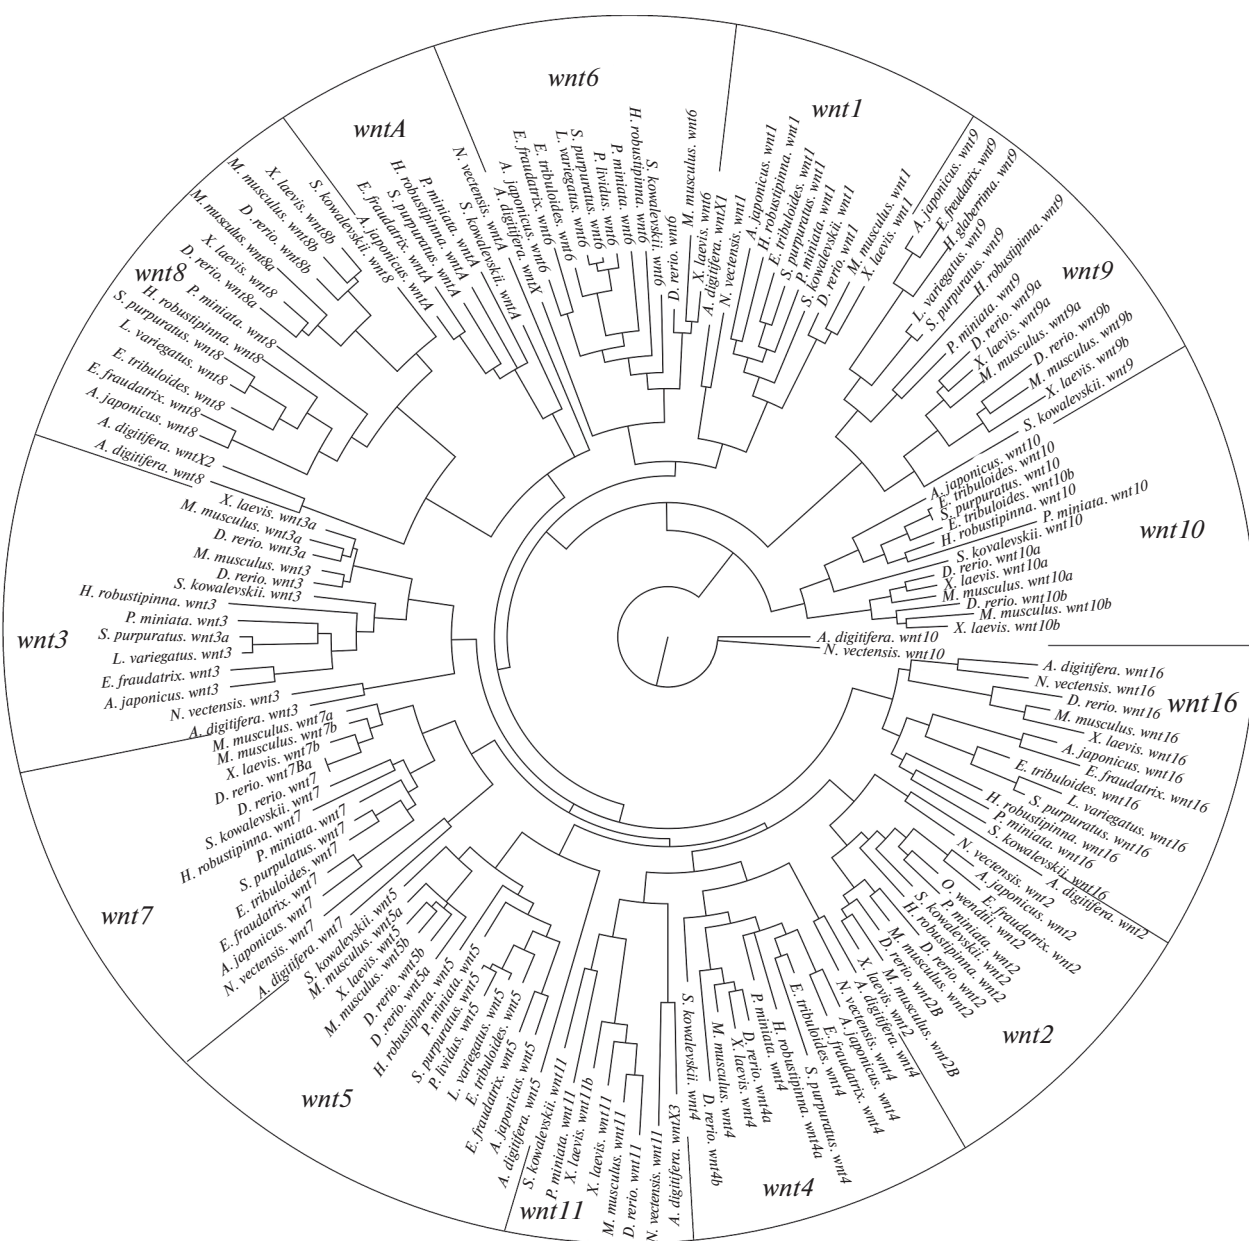 wnt6
N. vectensis. wntA
A. digitifera. wntX
A. japonicus. wnt6
E. fraudatrix. wnt6
E. tribuloides. wnt6
L. variegatus. wnt6
S. purpuratus. wnt6
P. lividus. wnt6
P. miniata. wnt6
H. robustipinna. wnt6
S. kowalevskii. wnt6
D. rerio. wnt6
M. musculus. wnt6
X. laevis. wnt6
wnt1
A. digitifera. wntX1
N. vectensis. wnt1
A. japonicus. wnt1
H. robustipinna. wnt1
E. tribuloides. wnt1
S. purpuratus. wnt1
P. miniata. wnt1
S. kowalevskii. wnt1
D. rerio. wnt1
M. musculus. wnt1
X. laevis. wnt1
wnt9
A. japonicus. wnt9
E. fraudatrix. wnt9
H. glaberrima. wnt9
L. variegatus. wnt9
S. purpuratus. wnt9
H. robustipinna. wnt9
P. miniata. wnt9
D. rerio. wnt9a
X. laevis. wnt9a
M. musculus. wnt9a
D. rerio. wnt9b
M. musculus. wnt9b
X. laevis. wnt9b
S. kowalevskii. wnt9
wnt10
A. japonicus. wnt10
E. tribuloides. wnt10
S. purpuratus. wnt10
E. tribuloides. wnt10b
H. robustipinna. wnt10
P. miniata. wnt10
S. kovalevskii. wnt10
D. rerio. wnt10a
X. laevis. wnt10a
M. musculus. wnt10a
D. rerio. wnt10b
M. musculus. wnt10b
X. laevis. wnt10b
A. digitifera. wnt10
N. vectensis. wnt10
wnt16
A. digitifera. wnt16
N. vectensis. wnt16
D. rerio. wnt16
M. musculus. wnt16
X. laevis. wnt16
A. japonicus. wnt16
E. fraudatrix. wnt16
E. tribuloides. wnt16
L. variegatus. wnt16
S. purpuratus. wnt16
H. robustipinna. wnt16
P. miniata. wnt16
S. kowalevskii. wnt16
wnt2
A. digitifera. wnt2
N. vectensis. wnt2
A. japonicus. wnt2
E. fraudatrix. wnt2
O. wendtii. wnt2
P. miniata. wnt2
S. kowalevskii. wnt2
H. robustipinna. wnt2
D. rerio. wnt2
M. musculus. wnt2
D. rerio. wnt2B
M. musculus. wnt2B
X. laevis. wnt2
wnt4
A. digitifera. wnt4
N. vectensis. wnt4
A. japonicus. wnt4
E. fraudatrix. wnt4
E. tribuloides. wnt4
S. purpuratus. wnt4
H. robustipinna. wnt4a
P. miniata. wnt4
D. rerio. wnt4a
X. laevis. wnt4
M. musculus. wnt4
D. rerio. wnt4b
S. kowalevskii. wnt4
wnt11
A. digitifera. wntX3
N. vectensis. wnt11
D. rerio. wnt11
M. musculus. wnt11
X. laevis. wnt11
X. laevis. wnt11b
P. miniata. wnt11
S. kowalevskii. wnt11
wnt5
A. digitifera. wnt5
A. japonicus. wnt5
E. fraudatrix. wnt5
E. tribuloides. wnt5
L. variegatus. wnt5
P. lividus. wnt5
S. purpuratus. wnt5
P. miniata. wnt5
H. robustipinna. wnt5
D. rerio. wnt5a
D. rerio. wnt5b
M. musculus. wnt5b
X. laevis. wnt5
M. musculus. wnt5a
S. kowalevskii. wnt5
wnt7
A. digitifera. wnt7
N. vectensis. wnt7
A. japonicus. wnt7
E. fraudatrix. wnt7
E. tribuloides. wnt7
S. purpulatus. wnt7
P. miniata. wnt7
H. robustipinna. wnt7
S. kowalevskii. wnt7
D. rerio. wnt7
D. rerio. wnt7Ba
X. laevis. wnt7b
M. musculus. wnt7b
M. musculus. wnt7a
wnt3
A. digitifera. wnt3
N. vectensis. wnt3
A. japonicus. wnt3
E. fraudatrix. wnt3
L. variegatus. wnt3
S. purpuratus. wnt3a
P. miniata. wnt3
H. robustipinna. wnt3
S. kowalevskii. wnt3
D. rerio. wnt3
M. musculus. wnt3
D. rerio. wnt3a
M. musculus. wnt3a
X. laevis. wnt3a
wnt8
A. digitifera. wnt8
A. digitifera. wntX2
A. japonicus. wnt8
E. fraudatrix. wnt8
E. tribuloides. wnt8
L. variegatus. wnt8
S. purpuratus. wnt8
H. robustipinna. wnt8
P. miniata. wnt8
D. rerio. wnt8a
X. laevis. wnt8
M. musculus. wnt8a
D. rerio. wnt8b
M. musculus. wnt8b
X. laevis. wnt8b
S. kowalevskii. wnt8
wntA
A. japonicus. wntA
E. fraudatrix. wntA
S. purpuratus. wntA
H. robustipinna. wntA
P. miniata. wntA
S. kowalevskii. wntA